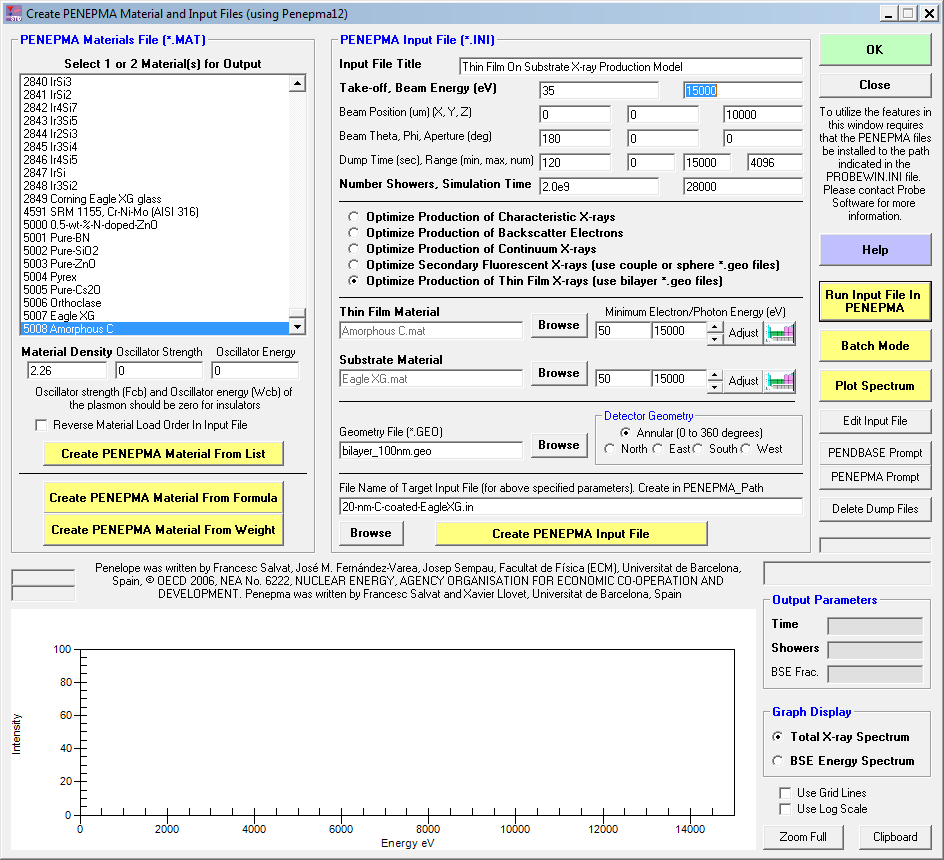 Create PENEPMA Material and Input Files (using Penepma12)
PENEPMA Materials File (*.MAT)
Select 1 or 2 Material(s) for Output
2840 IrSi3
2841 IrSi2
2842 Ir4Si7
2843 Ir3Si5
2844 Ir2Si3
2845 Ir3Si4
2846 Ir4Si5
2847 IrSi
2848 Ir3Si2
2849 Corning Eagle XG glass
4591 SRM 1155, Cr-Ni-Mo (AISI 316)
5000 0.5-wt-%-N-doped-ZnO
5001 Pure-BN
5002 Pure-SiO2
5003 Pure-ZnO
5004 Pyrex
5005 Pure-Cs2O
5006 Orthoclase
5007 Eagle XG
5008 Amorphous C
Material Density Oscillator Strength Oscillator Energy
2.26 0 0
Oscillator strength (Fcb) and Oscillator energy (Wcb) of
the plasmon should be zero for insulators
Reverse Material Load Order In Input File
Create PENEPMA Material From List
Create PENEPMA Material From Formula
Create PENEPMA Material From Weight
PENEPMA Input File (*.INI)
Input File Title Thin Film On Substrate X-ray Production Model
Take-off, Beam Energy (eV) 35 15000
Beam Position (um) (X, Y, Z) 0 0 10000
Beam Theta, Phi, Aperture (deg) 180 0 0
Dump Time (sec), Range (min, max, num) 120 0 15000 4096
Number Showers, Simulation Time 2.0e9 28000
Optimize Production of Characteristic X-rays
Optimize Production of Backscatter Electrons
Optimize Production of Continuum X-rays
Optimize Secondary Fluorescent X-rays (use couple or sphere *.geo files)
Optimize Production of Thin Film X-rays (use bilayer *.geo files)
Thin Film Material Minimum Electron/Photon Energy (eV)
Amorphous C.mat Browse 50 15000 Adjust
Substrate Material
Eagle XG.mat Browse 50 15000 Adjust
Geometry File (*.GEO)
bilayer_100nm.geo Browse
Detector Geometry
Annular (0 to 360 degrees)
North East South West
File Name of Target Input File (for above specified parameters). Create in PENEPMA_Path
20-nm-C-coated-EagleXG.in
Browse Create PENEPMA Input File
OK
Close
To utilize the features in
this window requires
that the PENEPMA files
be installed to the path
indicated in the
PROBEWIN.INI file.
Please contact Probe
Software for more
information.
Help
Run Input File In
PENEPMA
Batch Mode
Plot Spectrum
Edit Input File
PENDBASE Prompt
PENEPMA Prompt
Delete Dump Files
Penelope was written by Francesc Salvat, José M. Fernández-Varea, Josep Sempau, Facultat de Física (ECM), Universitat de Barcelona,
Spain, © OECD 2006, NEA No. 6222, NUCLEAR ENERGY, AGENCY ORGANISATION FOR ECONOMIC CO-OPERATION AND
DEVELOPMENT. Penepma was written by Francesc Salvat and Xavier Llovet, Universitat de Barcelona, Spain
Intensity
100
80
60
40
20
0
0 2000 4000 6000 8000 10000 12000 14000
Energy eV
Output Parameters
Time
Showers
BSE Frac.
Graph Display
Total X-ray Spectrum
BSE Energy Spectrum
Use Grid Lines
Use Log Scale
Zoom Full Clipboard